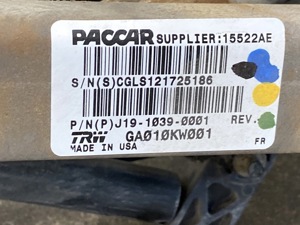 PACCAR SUPPLIER:15522AE
S/N(S)CGLS121725186
P/N(P)J19-1039-0001 REV.
TRW GA010KW001
MADE IN USA FR